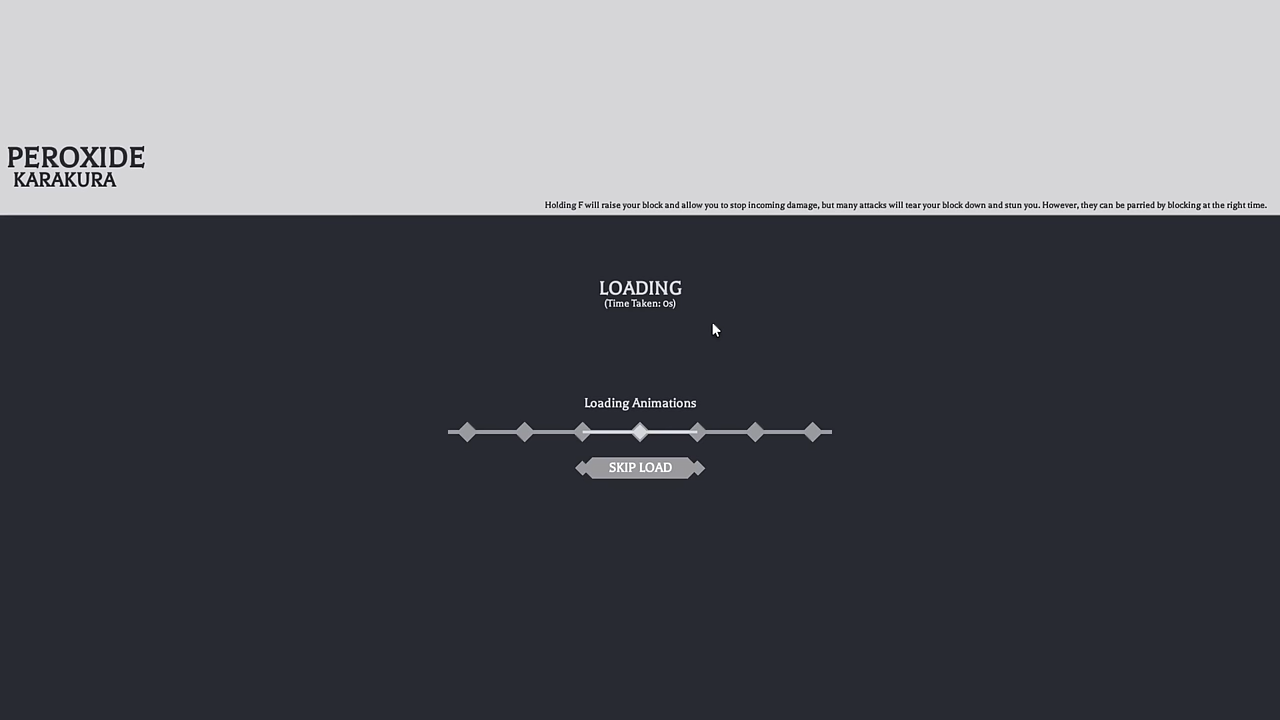 PEROXIDE
KARAKURA
Holding F will raise your block and allow you to stop incoming damage, but many attacks will tear your block down and stun you. However, they can be parried by blocking at the right time.
LOADING
(Time Taken: 0s)
Loading Animations
SKIP LOAD